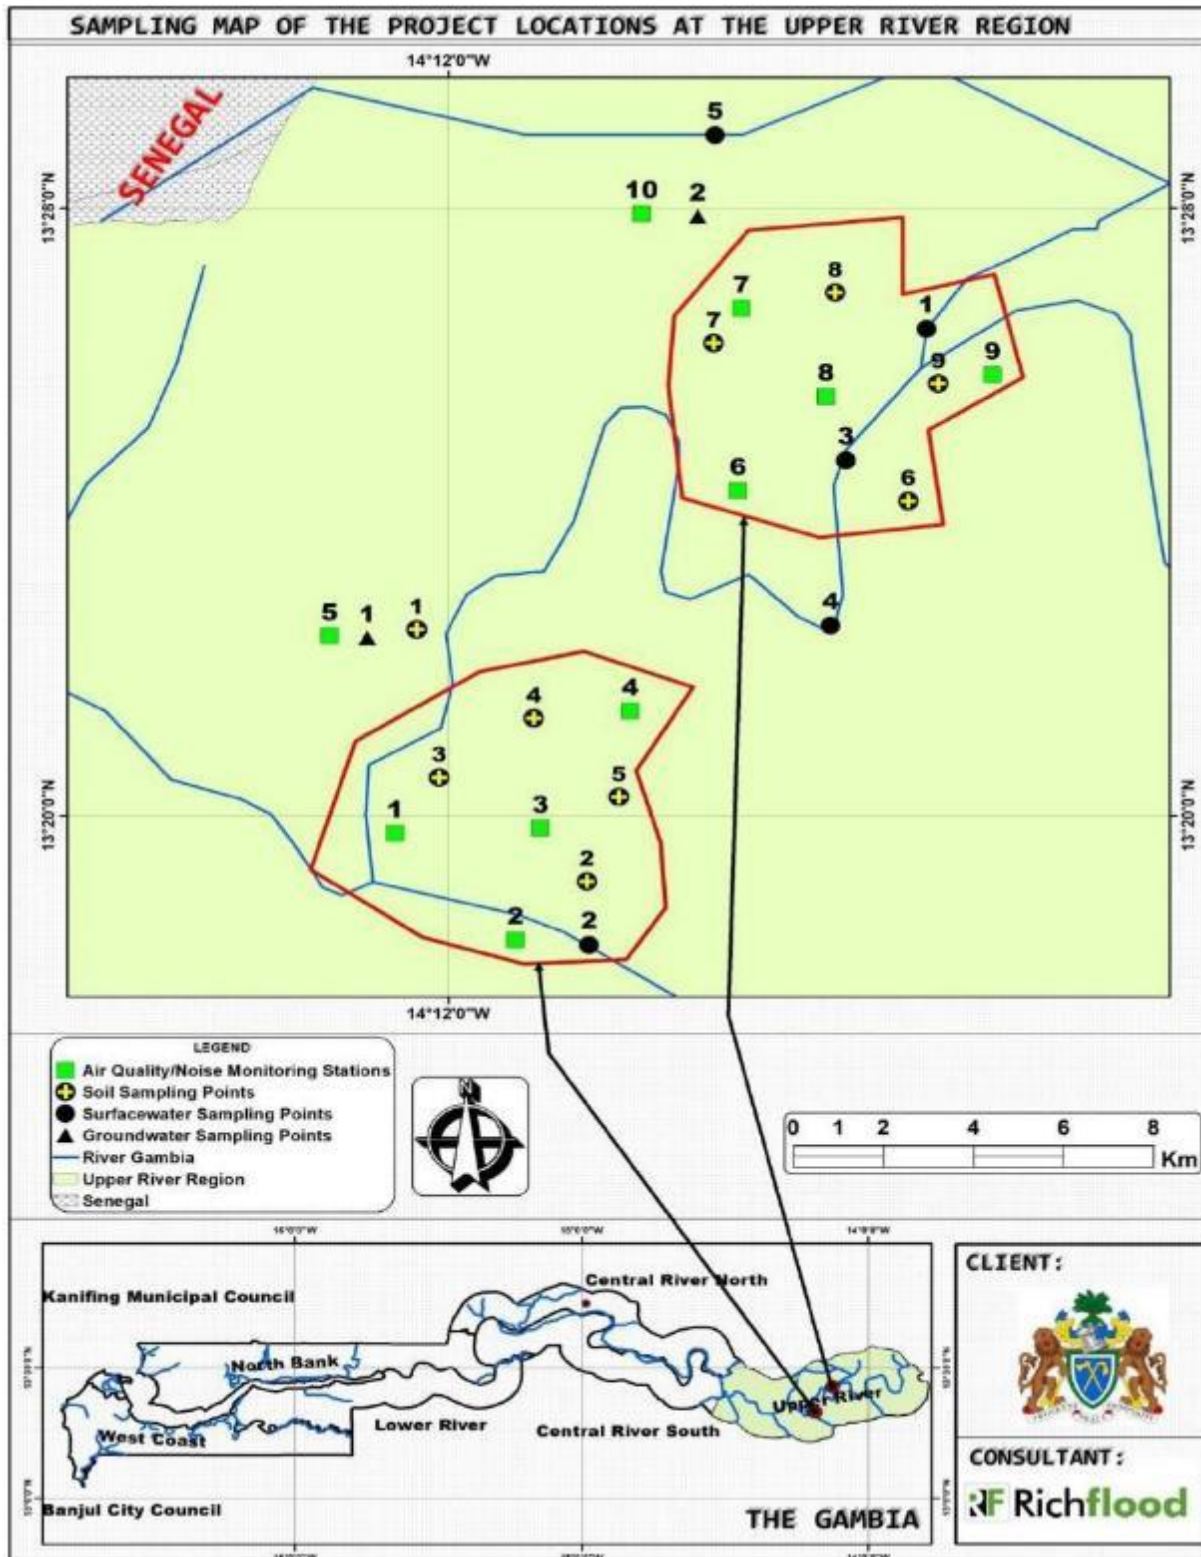 SAMPLING MAP OF THE PROJECT LOCATIONS AT THE UPPER RIVER REGION
14°12'0"W
SENEGAL
5
10
2
13°28'0"N
13°28'0"N
8
7
1
7
9
9
8
3
6
6
5
1
1
4
4
4
3
5
1
3
13°20'0"N
13°20'0"N
2
2
2
14°12'0"W
LEGEND
Air Quality/Noise Monitoring Stations
Soil Sampling Points
Surfacewater Sampling Points
Groundwater Sampling Points
River Gambia
Upper River Region
Senegal
N
0 1 2 4 6 8
Km
Kanifing Municipal Council
Central River North
North Bank
Upper River
Lower River
Central River South
West Coast
Banjul City Council
THE GAMBIA
CLIENT:
CONSULTANT:
RF Richflood